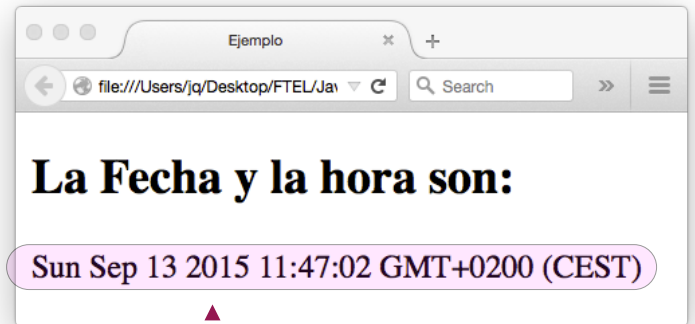 Ejemplo
file:///Users/jq/Desktop/FTEL/Jav
Search
La Fecha y la hora son:
Sun Sep 13 2015 11:47:02 GMT+0200 (CEST)